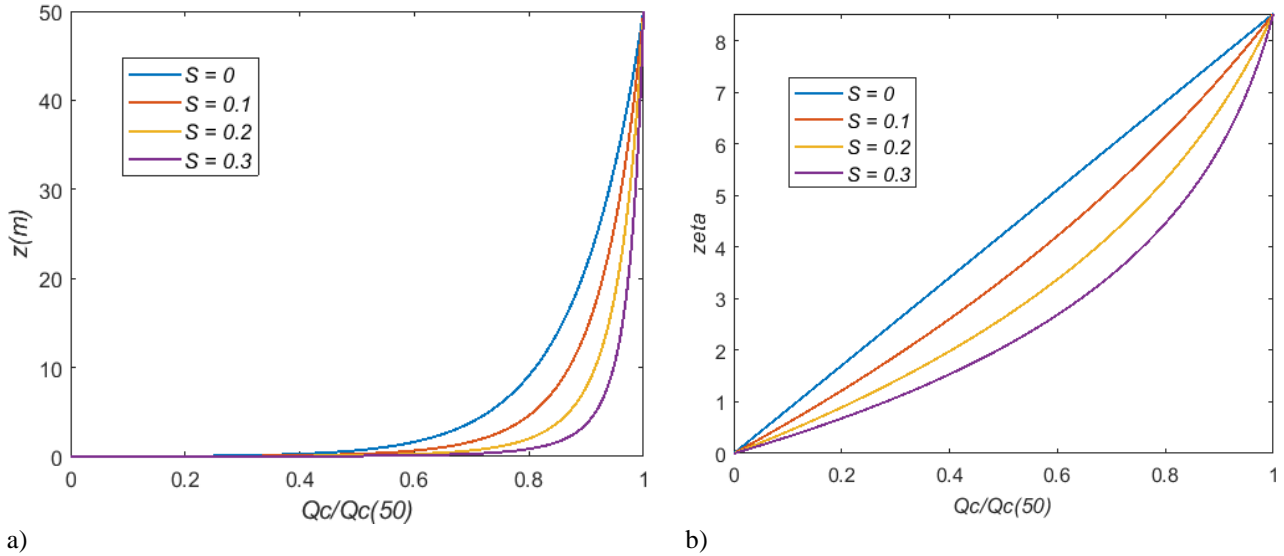 50
40
30
20
10
0
z(m)
S = 0
S = 0.1
S = 0.2
S = 0.3
0 0.2 0.4 0.6 0.8 1
Qc/Qc(50)
a)
8
7
6
5
4
3
2
1
0
zeta
S = 0
S = 0.1
S = 0.2
S = 0.3
0 0.2 0.4 0.6 0.8 1
Qc/Qc(50)
b)